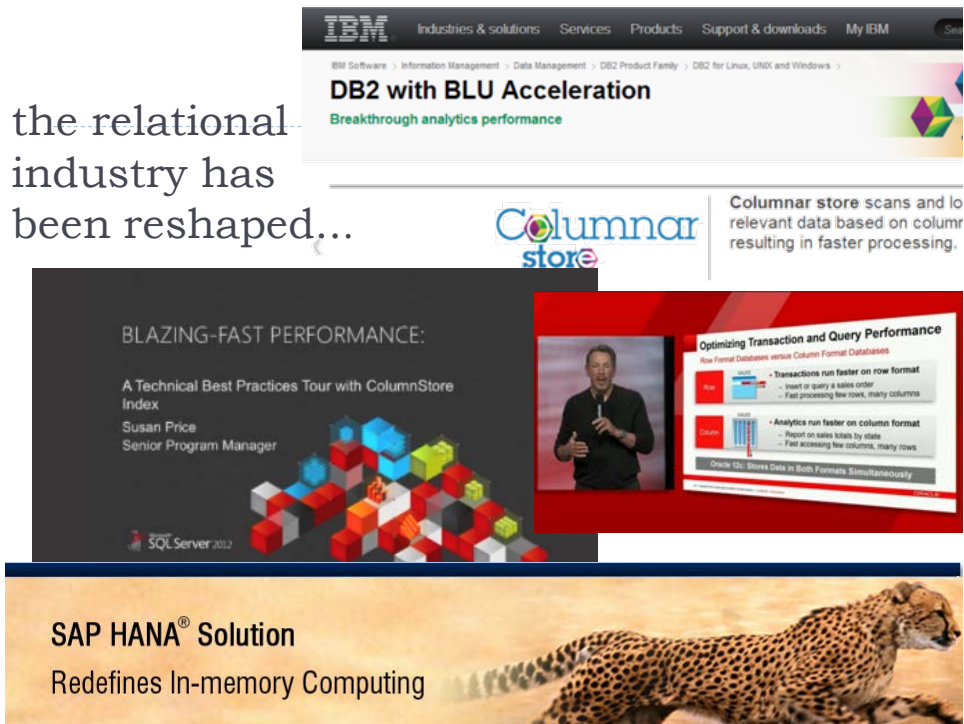 IBM
Industries & solutions Services Products Support & downloads My IBM
IBM Software > Information Management > Data Management > DB2 Product Family > DB2 for Linux, UNIX and Windows >
DB2 with BLU Acceleration
Breakthrough analytics performance
the relational
industry has
been reshaped...
Columnar
store
Columnar store scans and lo
relevant data based on column
resulting in faster processing.
BLAZING-FAST PERFORMANCE:
A Technical Best Practices Tour with ColumnStore
Index
Susan Price
Senior Program Manager
Microsoft
SQL Server 2012
Optimizing Transaction and Query Performance
Row Format Databases versus Column Format Databases
Row
SALES
• Transactions run faster on row format
– Insert or query a sales order
– Fast processing few rows, many columns
Column
SALES
• Analytics run faster on column format
– Report on sales totals by state
– Fast accessing few columns, many rows
Oracle 12c: Stores Data in Both Formats Simultaneously
ORACLE
SAP HANA® Solution
Redefines In-memory Computing